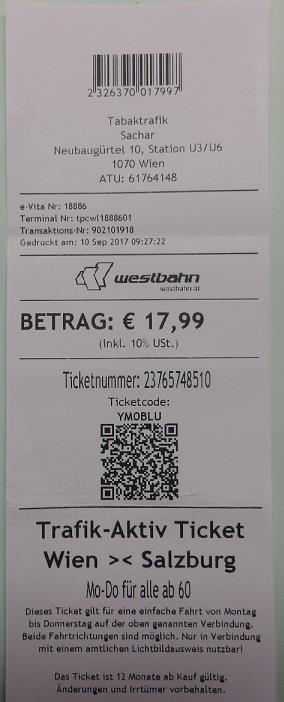 2326370017997
Tabaktrafik
Sachar
Neubaugürtel 10, Station U3/U6
1070 Wien
ATU: 61764148
e-Vita Nr: 18886
Terminal Nr: tpcwl1888601
Transaktions-Nr: 902101918
Gedruckt am: 10 Sep 2017 09:27:22
westbahn
westbahn.at
BETRAG: € 17,99
(inkl. 10% USt.)
Ticketnummer: 23765748510
Ticketcode:
YMOBLU
Trafik-Aktiv Ticket
Wien >< Salzburg
Mo-Do für alle ab 60
Dieses Ticket gilt für eine einfache Fahrt von Montag
bis Donnerstag auf der oben genannten Verbindung.
Beide Fahrtrichtungen sind möglich. Nur in Verbindung
mit einem amtlichen Lichtbildausweis nutzbar!
Das Ticket ist 12 Monate ab Kauf gültig.
Änderungen und Irrtümer vorbehalten.